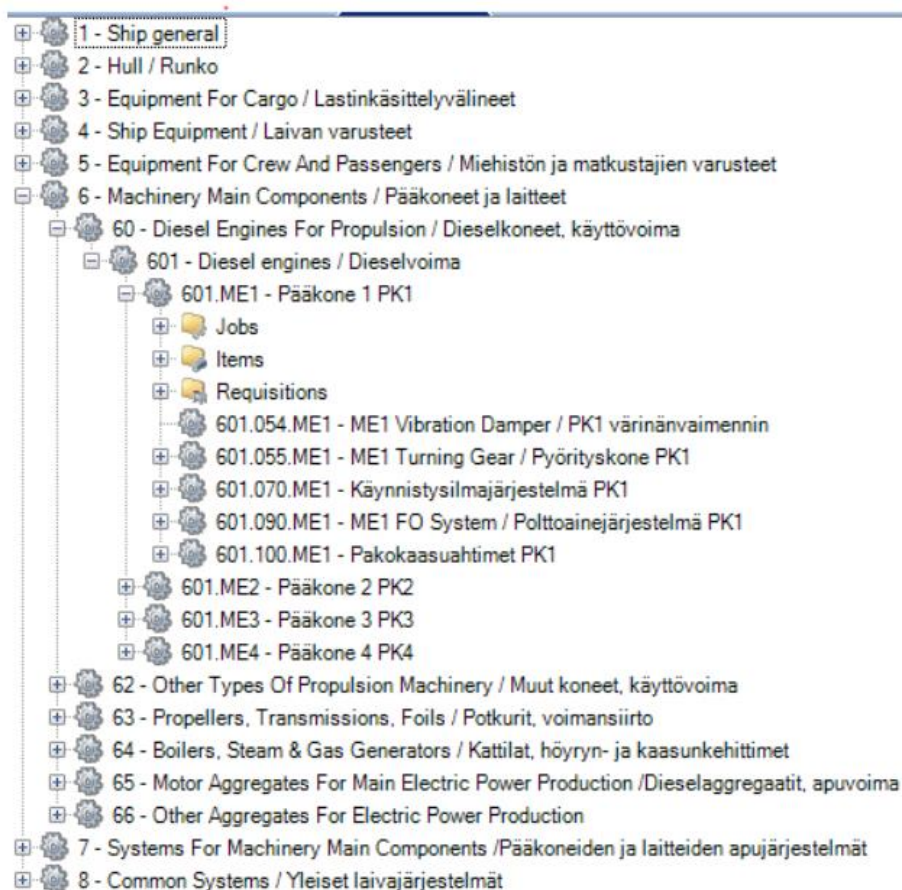 1 - Ship general
2 - Hull / Runko
3 - Equipment For Cargo / Lastinkäsittelyvälineet
4 - Ship Equipment / Laivan varusteet
5 - Equipment For Crew And Passengers / Miehistön ja matkustajien varusteet
6 - Machinery Main Components / Pääkoneet ja laitteet
60 - Diesel Engines For Propulsion / Dieselkoneet, käyttövoima
601 - Diesel engines / Dieselvoima
601.ME1 - Pääkone 1 PK1
Jobs
Items
Requisitions
601.054.ME1 - ME1 Vibration Damper / PK1 värinänvaimennin
601.055.ME1 - ME1 Turning Gear / Pyörityskone PK1
601.070.ME1 - Käynnistysilmajärjestelmä PK1
601.090.ME1 - ME1 FO System / Polttoainejärjestelmä PK1
601.100.ME1 - Pakokaasuahtimet PK1
601.ME2 - Pääkone 2 PK2
601.ME3 - Pääkone 3 PK3
601.ME4 - Pääkone 4 PK4
62 - Other Types Of Propulsion Machinery / Muut koneet, käyttövoima
63 - Propellers, Transmissions, Foils / Potkurit, voimansiirto
64 - Boilers, Steam & Gas Generators / Kattilat, höyryn- ja kaasunkehittimet
65 - Motor Aggregates For Main Electric Power Production /Dieselaggregaatit, apuvoima
66 - Other Aggregates For Electric Power Production
7 - Systems For Machinery Main Components /Pääkoneiden ja laitteiden apujärjestelmät
8 - Common Systems / Yleiset laivajärjestelmät